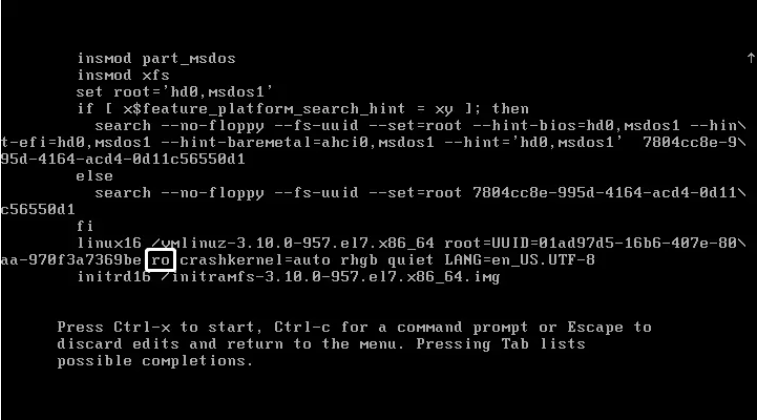 insmod part_msdos
insmod xfs
set root='hd0,msdos1'
if [ x$feature_platform_search_hint = xy ]; then
search --no-floppy --fs-uuid --set=root --hint-bios=hd0,msdos1 --hin\
t-efi=hd0,msdos1 --hint-baremetal=ahci0,msdos1 --hint='hd0,msdos1'  7804cc8e-9\
95d-4164-acd4-0d11c56550d1
else
search --no-floppy --fs-uuid --set=root 7804cc8e-995d-4164-acd4-0d11\
c56550d1
fi
linux16 /vmlinuz-3.10.0-957.el7.x86_64 root=UUID=01ad97d5-16b6-407e-80\
aa-970f3a7369be ro crashkernel=auto rhgb quiet LANG=en_US.UTF-8
initrd16 /initramfs-3.10.0-957.el7.x86_64.img
Press Ctrl-x to start, Ctrl-c for a command prompt or Escape to
discard edits and return to the menu. Pressing Tab lists
possible completions.